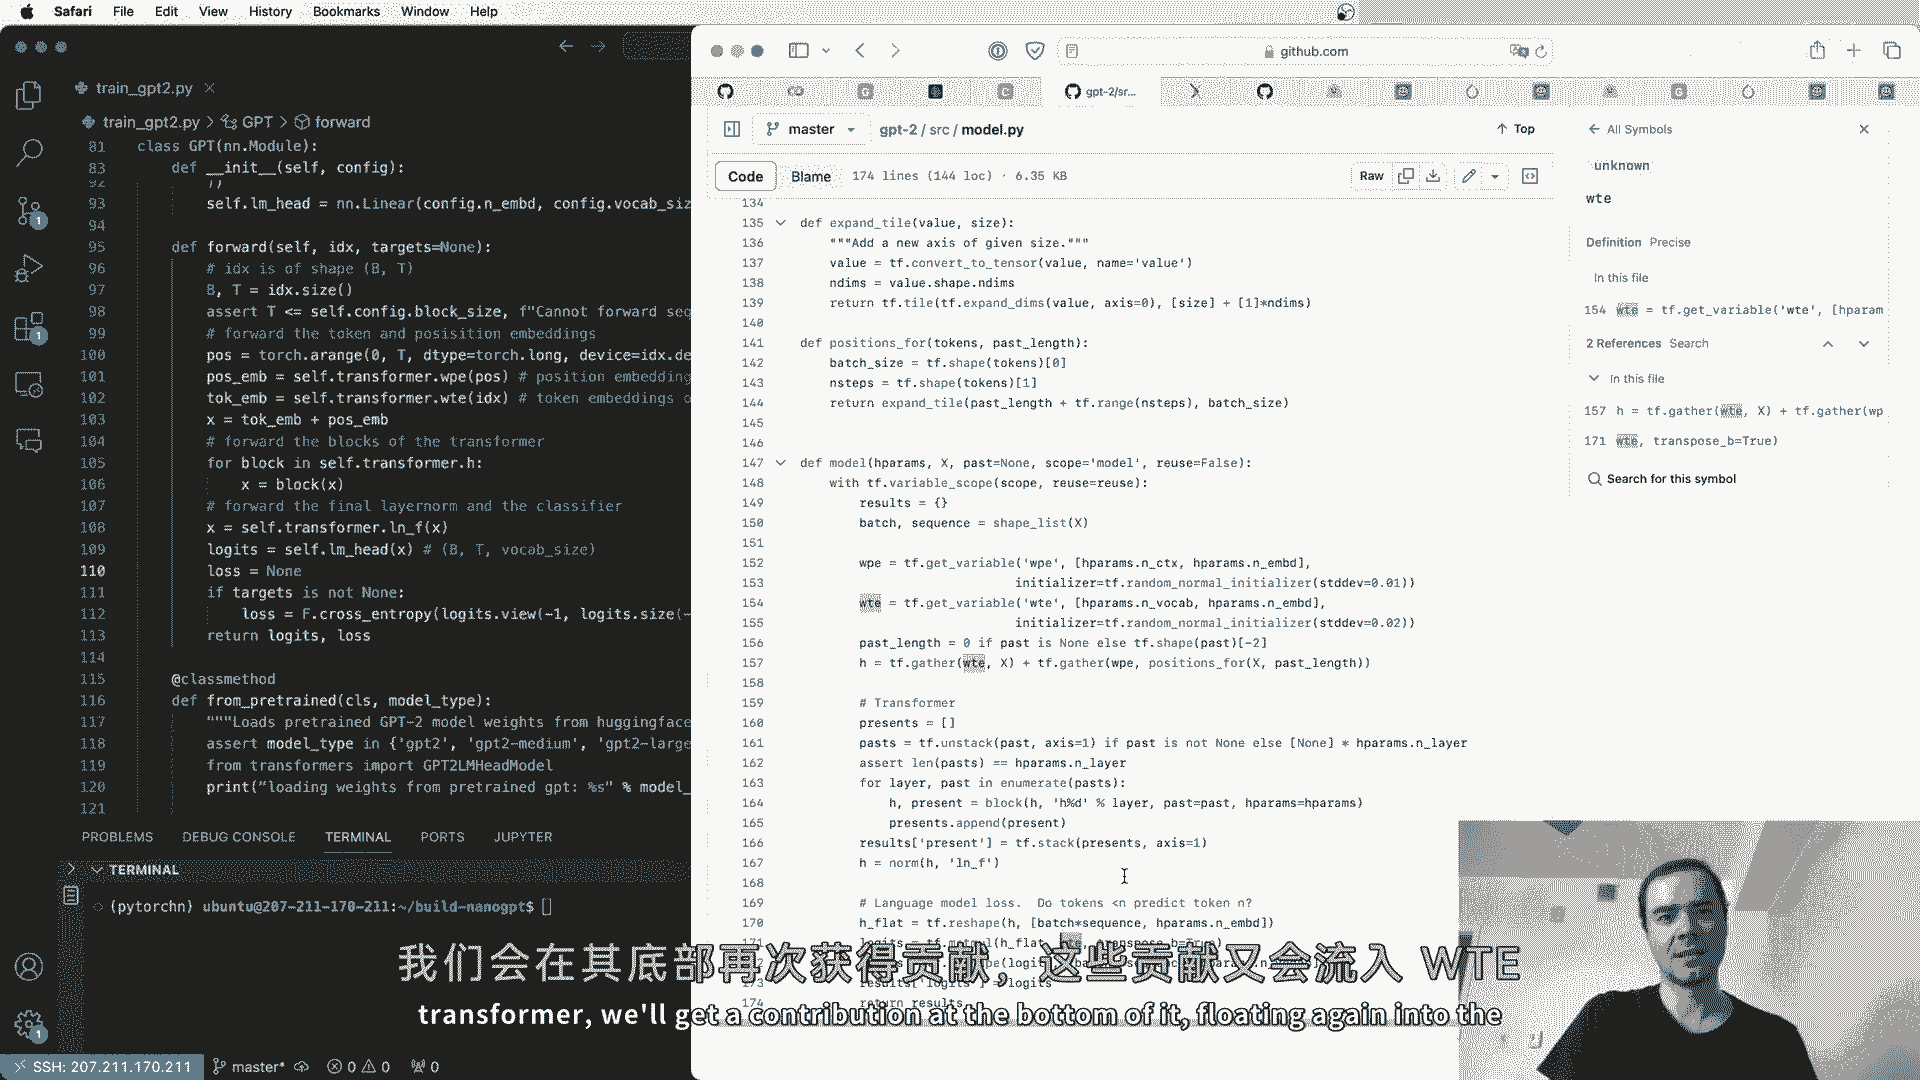 Safari File Edit View History Bookmarks Window Help
train_gpt2.py
train_gpt2.py > GPT > forward
81 class GPT(nn.Module):
83 def __init__(self, config):
92 ))
93 self.lm_head = nn.Linear(config.n_embd, config.vocab_siz
94
95 def forward(self, idx, targets=None):
96 # idx is of shape (B, T)
97 B, T = idx.size()
98 assert T <= self.config.block_size, f"Cannot forward seq
99 # forward the token and posisition embeddings
100 pos = torch.arange(0, T, dtype=torch.long, device=idx.de
101 pos_emb = self.transformer.wpe(pos) # position embedding
102 tok_emb = self.transformer.wte(idx) # token embeddings o
103 x = tok_emb + pos_emb
104 # forward the blocks of the transformer
105 for block in self.transformer.h:
106 x = block(x)
107 # forward the final layernorm and the classifier
108 x = self.transformer.ln_f(x)
109 logits = self.lm_head(x) # (B, T, vocab_size)
110 loss = None
111 if targets is not None:
112 loss = F.cross_entropy(logits.view(-1, logits.size(-
113 return logits, loss
114
115 @classmethod
116 def from_pretrained(cls, model_type):
117 """Loads pretrained GPT-2 model weights from huggingface
118 assert model_type in {'gpt2', 'gpt2-medium', 'gpt2-large
119 from transformers import GPT2LMHeadModel
120 print("loading weights from pretrained gpt: %s" % model_
121
PROBLEMS DEBUG CONSOLE TERMINAL PORTS JUPYTER
TERMINAL
(pytorchn) ubuntu@207-211-170-211:~/build-nanogpt$
SSH: 207.211.170.211 master* 0 0 0
github.com
gpt-2/sr...
master gpt-2 / src / model.py Top
Code Blame 174 lines (144 loc) · 6.35 KB Raw
134
135 def expand_tile(value, size):
136 """Add a new axis of given size."""
137 value = tf.convert_to_tensor(value, name='value')
138 ndims = value.shape.ndims
139 return tf.tile(tf.expand_dims(value, axis=0), [size] + [1]*ndims)
140
141 def positions_for(tokens, past_length):
142 batch_size = tf.shape(tokens)[0]
143 nsteps = tf.shape(tokens)[1]
144 return expand_tile(past_length + tf.range(nsteps), batch_size)
145
146
147 def model(hparams, X, past=None, scope='model', reuse=False):
148 with tf.variable_scope(scope, reuse=reuse):
149 results = {}
150 batch, sequence = shape_list(X)
151
152 wpe = tf.get_variable('wpe', [hparams.n_ctx, hparams.n_embd],
153 initializer=tf.random_normal_initializer(stddev=0.01))
154 wte = tf.get_variable('wte', [hparams.n_vocab, hparams.n_embd],
155 initializer=tf.random_normal_initializer(stddev=0.02))
156 past_length = 0 if past is None else tf.shape(past)[-2]
157 h = tf.gather(wte, X) + tf.gather(wpe, positions_for(X, past_length))
158
159 # Transformer
160 presents = []
161 pasts = tf.unstack(past, axis=1) if past is not None else [None] * hparams.n_layer
162 assert len(pasts) == hparams.n_layer
163 for layer, past in enumerate(pasts):
164 h, present = block(h, 'h%d' % layer, past=past, hparams=hparams)
165 presents.append(present)
166 results['present'] = tf.stack(presents, axis=1)
167 h = norm(h, 'ln_f')
168
169 # Language model loss. Do tokens <n predict token n?
170 h_flat = tf.reshape(h, [batch*sequence, hparams.n_embd])
174 return results
All Symbols
unknown
wte
Definition Precise
In this file
154 wte = tf.get_variable('wte', [hparam
2 References Search
In this file
157 h = tf.gather(wte, X) + tf.gather(wp
171 wte, transpose_b=True)
Search for this symbol
我们会在其底部再次获得贡献，这些贡献又会流入 WTE
transformer, we'll get a contribution at the bottom of it, floating again into the